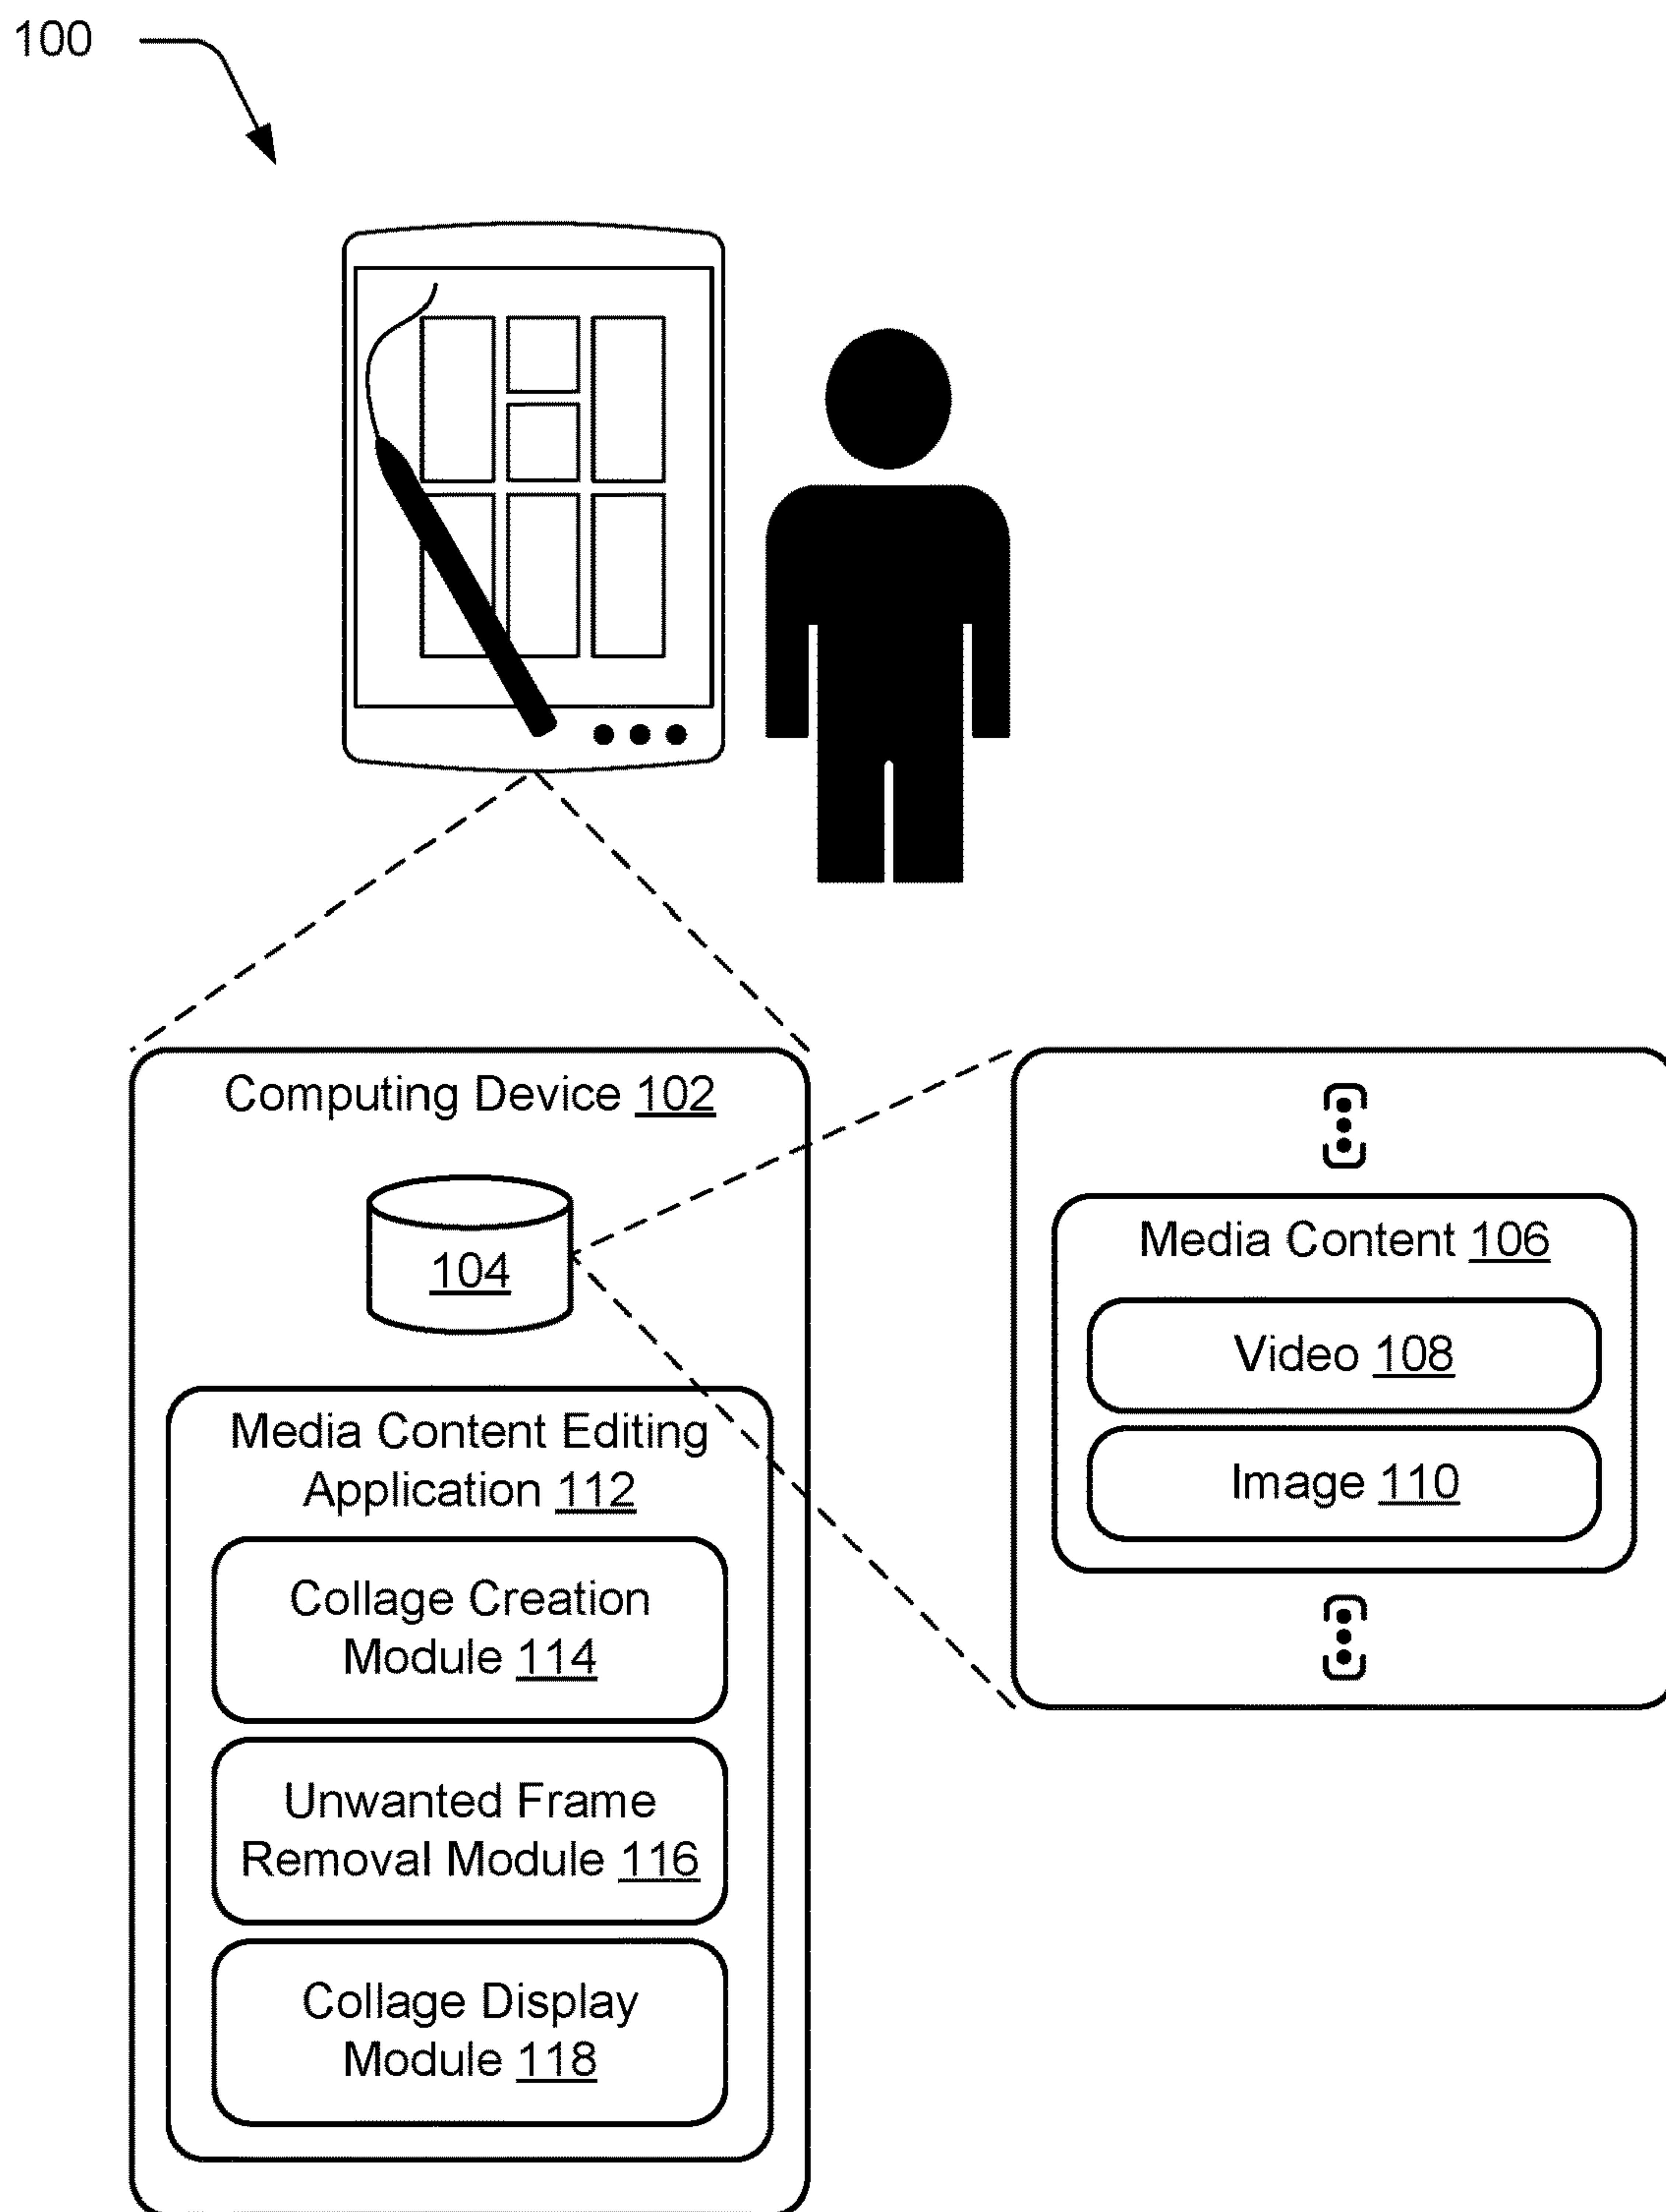 100
Computing Device 102
104
Media Content 106
Video 108
Image 110
Media Content Editing
Application 112
Collage Creation
Module 114
Unwanted Frame
Removal Module 116
Collage Display
Module 118